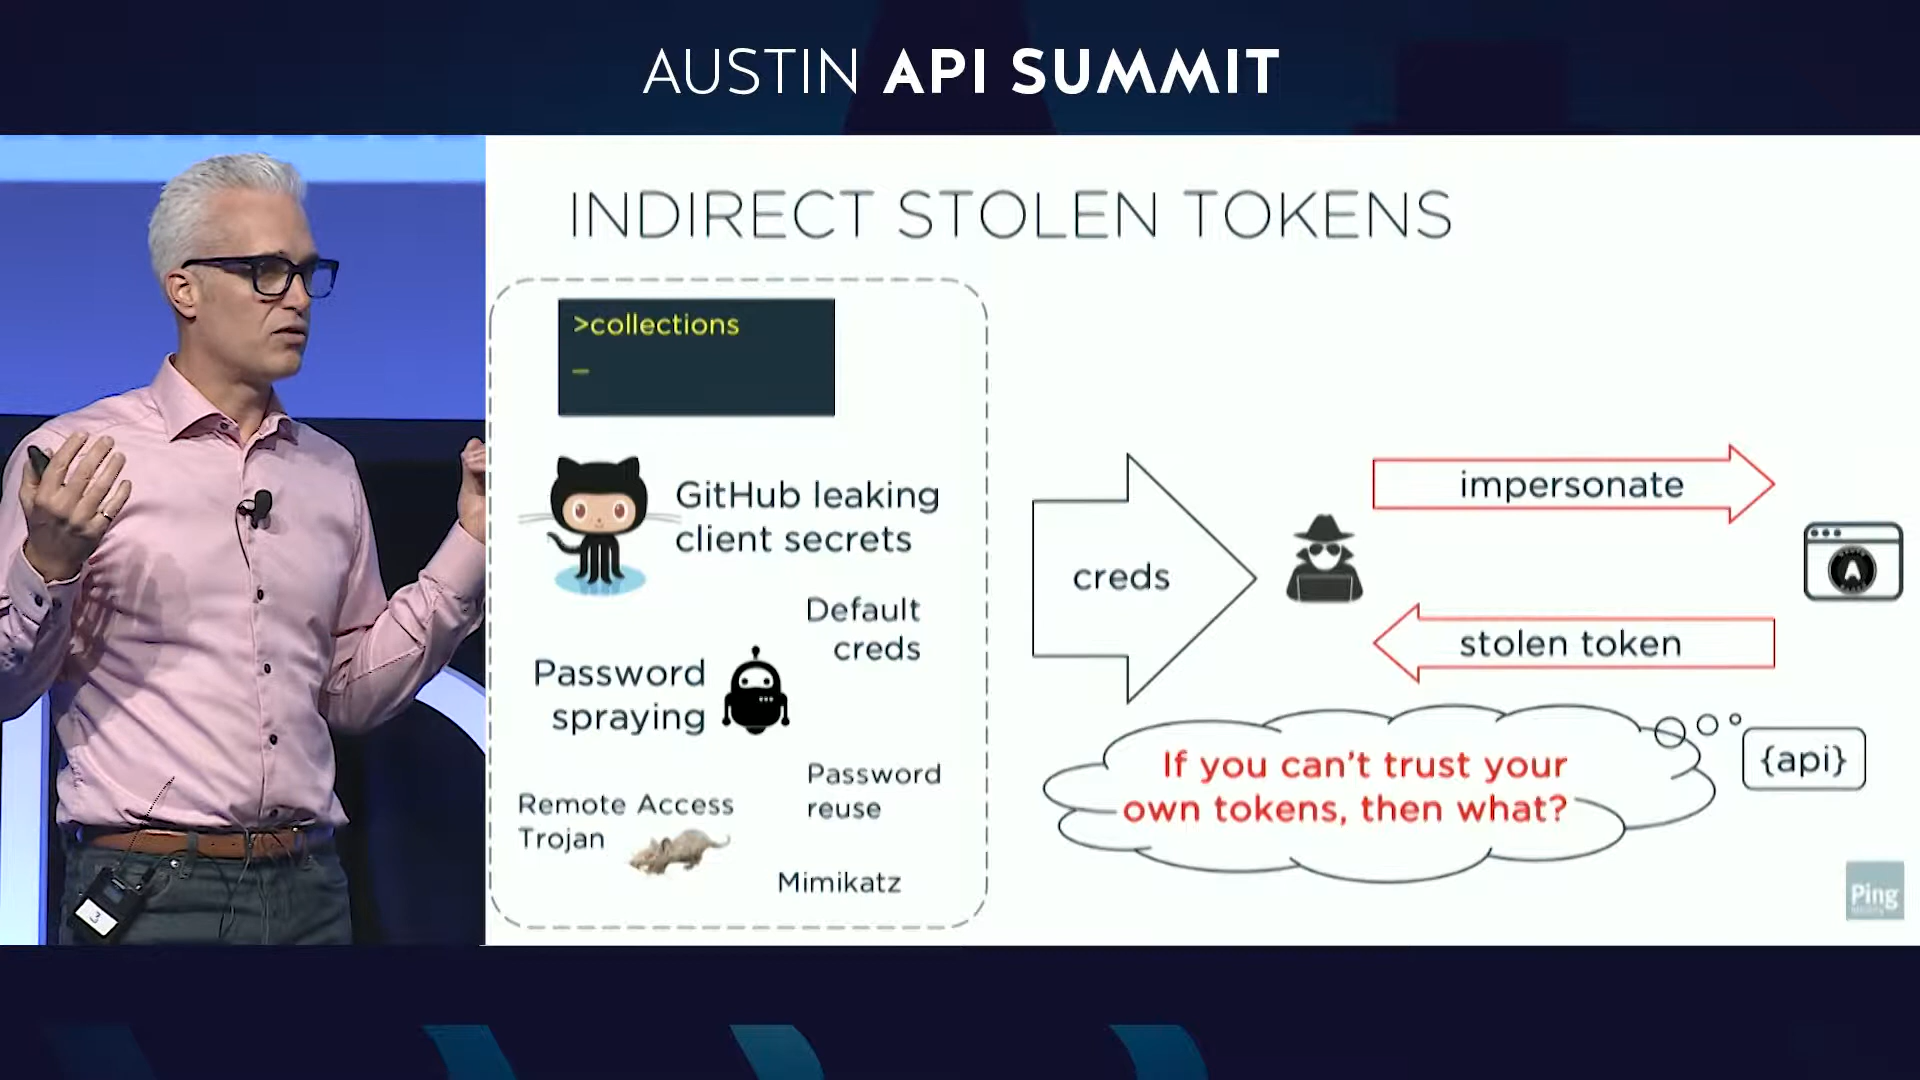 AUSTIN API SUMMIT
INDIRECT STOLEN TOKENS
>collections
_
GitHub leaking
client secrets
Default
creds
Password
spraying
Password
reuse
Remote Access
Trojan
Mimikatz
creds
impersonate
stolen token
If you can't trust your
own tokens, then what?
{api}
Ping
3